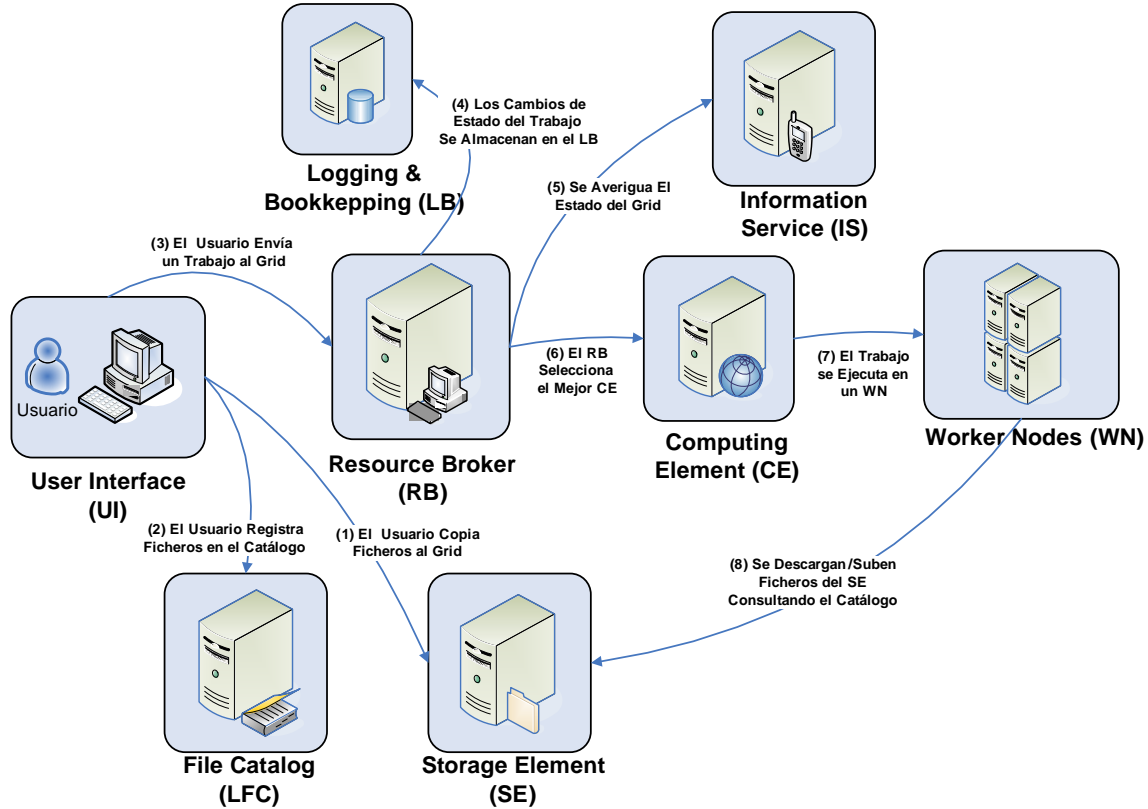 (4) Los Cambios de
Estado del Trabajo
Se Almacenan en el LB
Logging &
Bookkepping (LB)
(5) Se Averigua El
Estado del Grid
Information
Service (IS)
(3) El Usuario Envía
un Trabajo al Grid
Usuario
User Interface
(UI)
Resource Broker
(RB)
(6) El RB
Selecciona
el Mejor CE
Computing
Element (CE)
(7) El Trabajo
se Ejecuta en
un WN
Worker Nodes (WN)
(2) El Usuario Registra
Ficheros en el Catálogo
(1) El Usuario Copia
Ficheros al Grid
(8) Se Descargan/Suben
Ficheros del SE
Consultando el Catálogo
File Catalog
(LFC)
Storage Element
(SE)